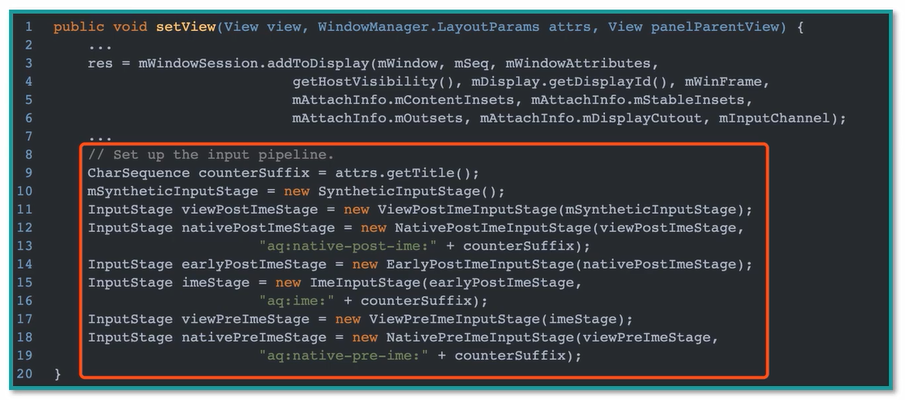 1 public void setView(View view, WindowManager.LayoutParams attrs, View panelParentView) {
2 ...
3 res = mWindowSession.addToDisplay(mWindow, mSeq, mWindowAttributes,
4 getHostVisibility(), mDisplay.getDisplayId(), mWinFrame,
5 mAttachInfo.mContentInsets, mAttachInfo.mStableInsets,
6 mAttachInfo.mOutsets, mAttachInfo.mDisplayCutout, mInputChannel);
7 ...
8 // Set up the input pipeline.
9 CharSequence counterSuffix = attrs.getTitle();
10 mSyntheticInputStage = new SyntheticInputStage();
11 InputStage viewPostImeStage = new ViewPostImeInputStage(mSyntheticInputStage);
12 InputStage nativePostImeStage = new NativePostImeInputStage(viewPostImeStage,
13 "aq:native-post-ime:" + counterSuffix);
14 InputStage earlyPostImeStage = new EarlyPostImeInputStage(nativePostImeStage);
15 InputStage imeStage = new ImeInputStage(earlyPostImeStage,
16 "aq:ime:" + counterSuffix);
17 InputStage viewPreImeStage = new ViewPreImeInputStage(imeStage);
18 InputStage nativePreImeStage = new NativePreImeInputStage(viewPreImeStage,
19 "aq:native-pre-ime:" + counterSuffix);
20 }